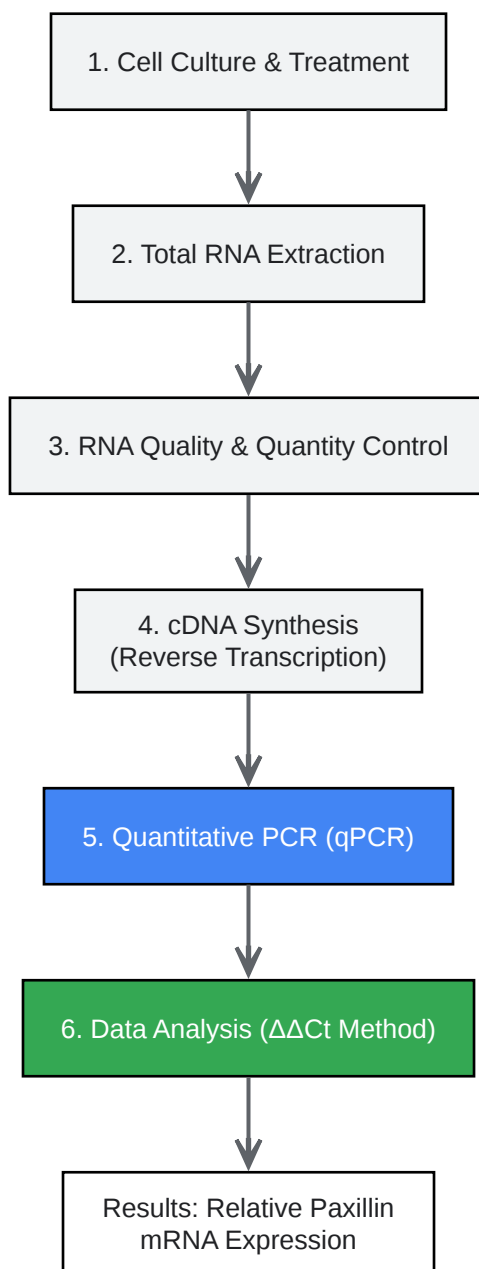 1. Cell Culture & Treatment
2. Total RNA Extraction
3. RNA Quality & Quantity Control
4. cDNA Synthesis
(Reverse Transcription)
5. Quantitative PCR (qPCR)
6. Data Analysis (ΔΔCt Method)
Results: Relative Paxillin
mRNA Expression